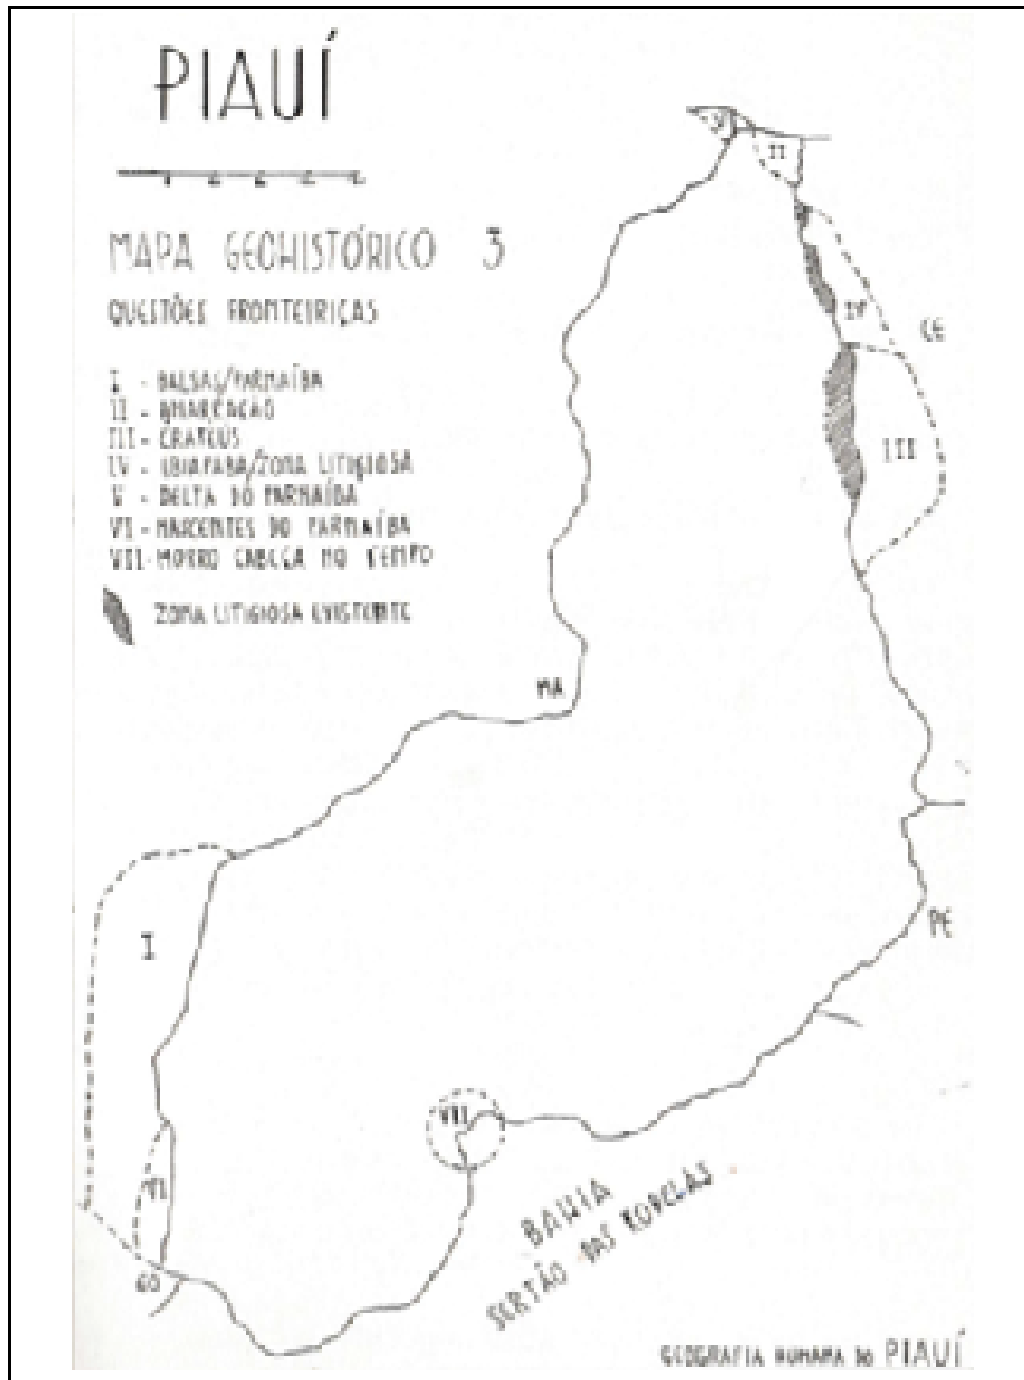 PIAUÍ
MAPA GEOHISTÓRICO 3
QUESTÕES FRONTEIRIÇAS
I - BALSAS/PARNAÍBA
II - AMARRAÇÃO
III - CRATEÚS
IV - IBIAPABA/ZONA LITIGIOSA
V - DELTA DO PARNAÍBA
VI - NASCENTES DO PARNAÍBA
VII - MORRO CABEÇA NO TEMPO
ZONA LITIGIOSA EXISTENTE
V
II
IV
CE
III
MA
PE
I
VII
VI
GO
BAHIA
SERTÃO DAS RODELAS
GEOGRAFIA HUMANA DO PIAUÍ